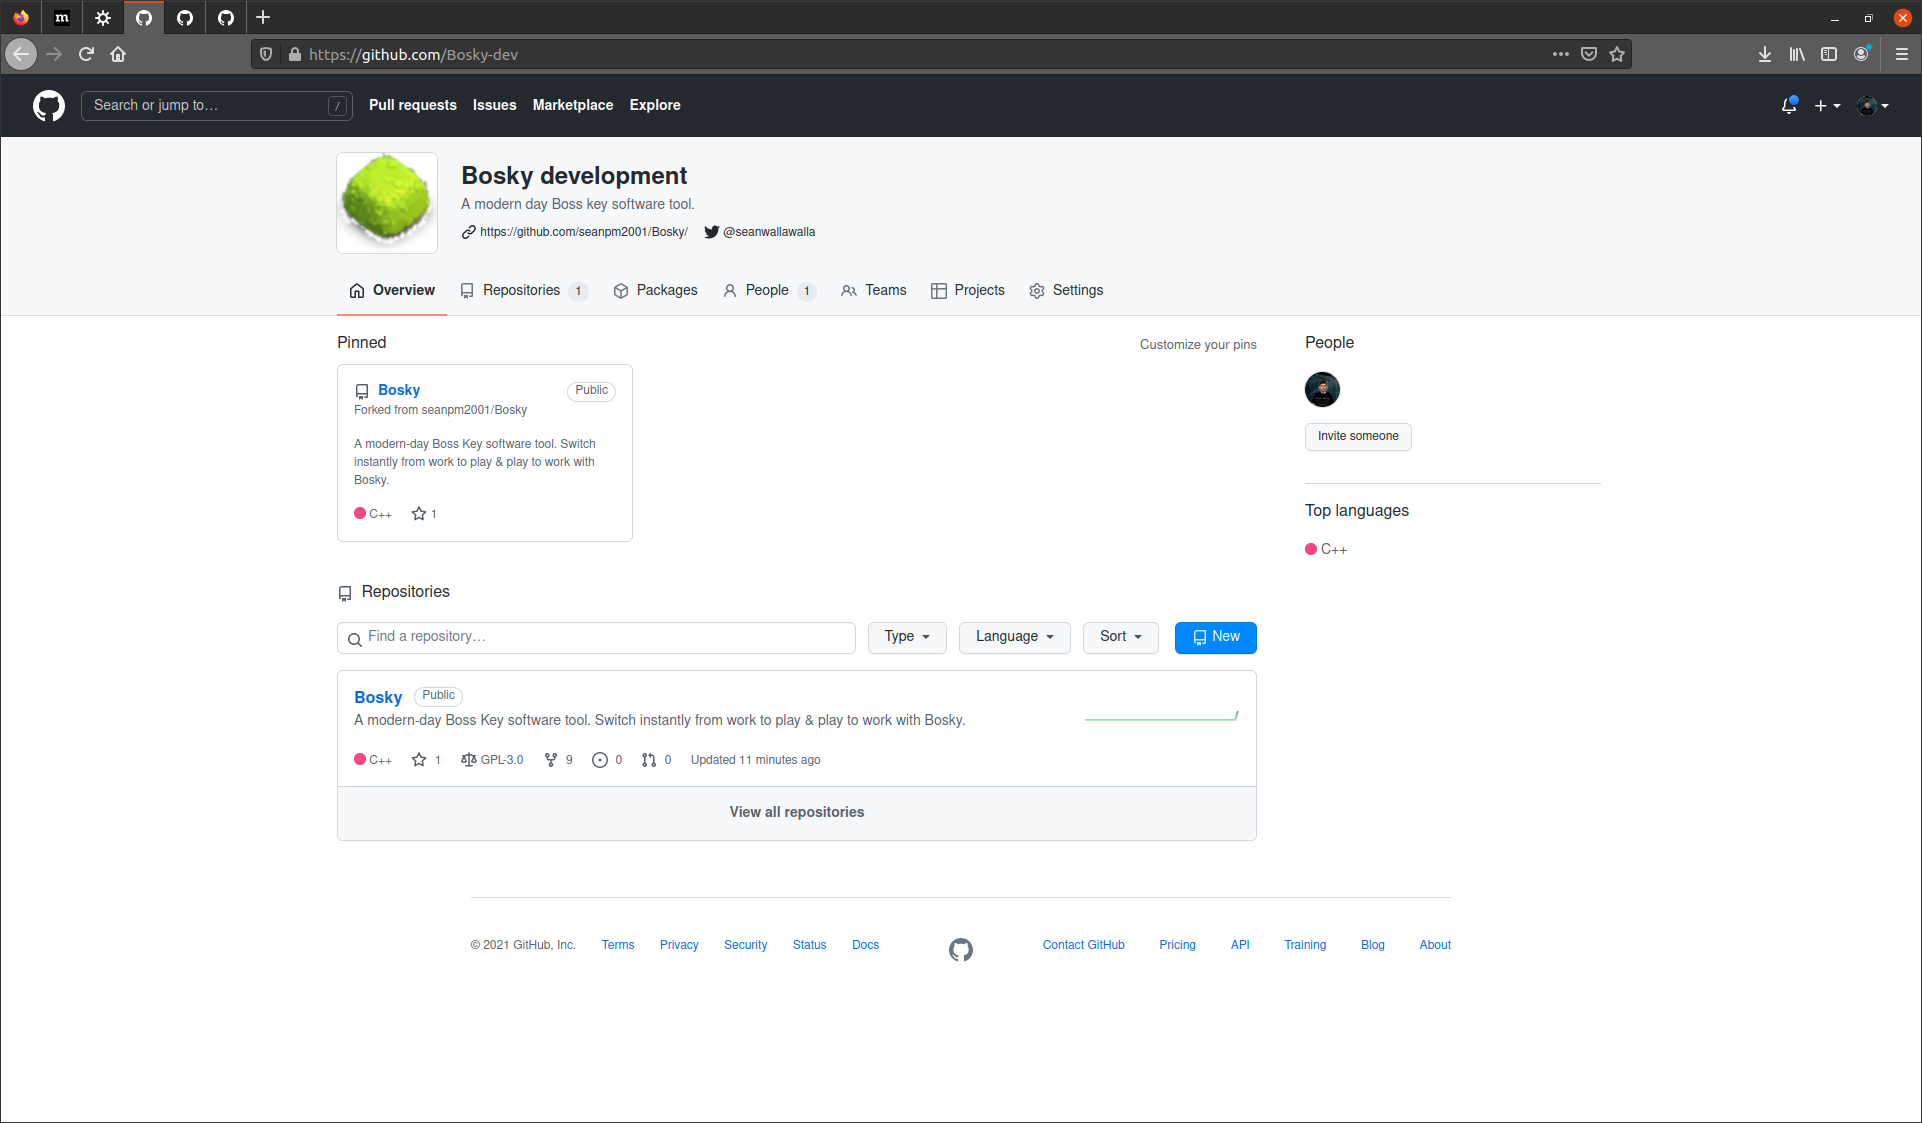 m
https://github.com/Bosky-dev
Search or jump to… /
Pull requests Issues Marketplace Explore
Bosky development
A modern day Boss key software tool.
https://github.com/seanpm2001/Bosky/ @seanwallawalla
Overview Repositories 1 Packages People 1 Teams Projects Settings
Pinned Customize your pins
Bosky Public
Forked from seanpm2001/Bosky
A modern-day Boss Key software tool. Switch
instantly from work to play & play to work with
Bosky.
C++ 1
People
Invite someone
Top languages
C++
Repositories
Find a repository… Type Language Sort New
Bosky Public
A modern-day Boss Key software tool. Switch instantly from work to play & play to work with Bosky.
C++ 1 GPL-3.0 9 0 0 Updated 11 minutes ago
View all repositories
© 2021 GitHub, Inc. Terms Privacy Security Status Docs Contact GitHub Pricing API Training Blog About